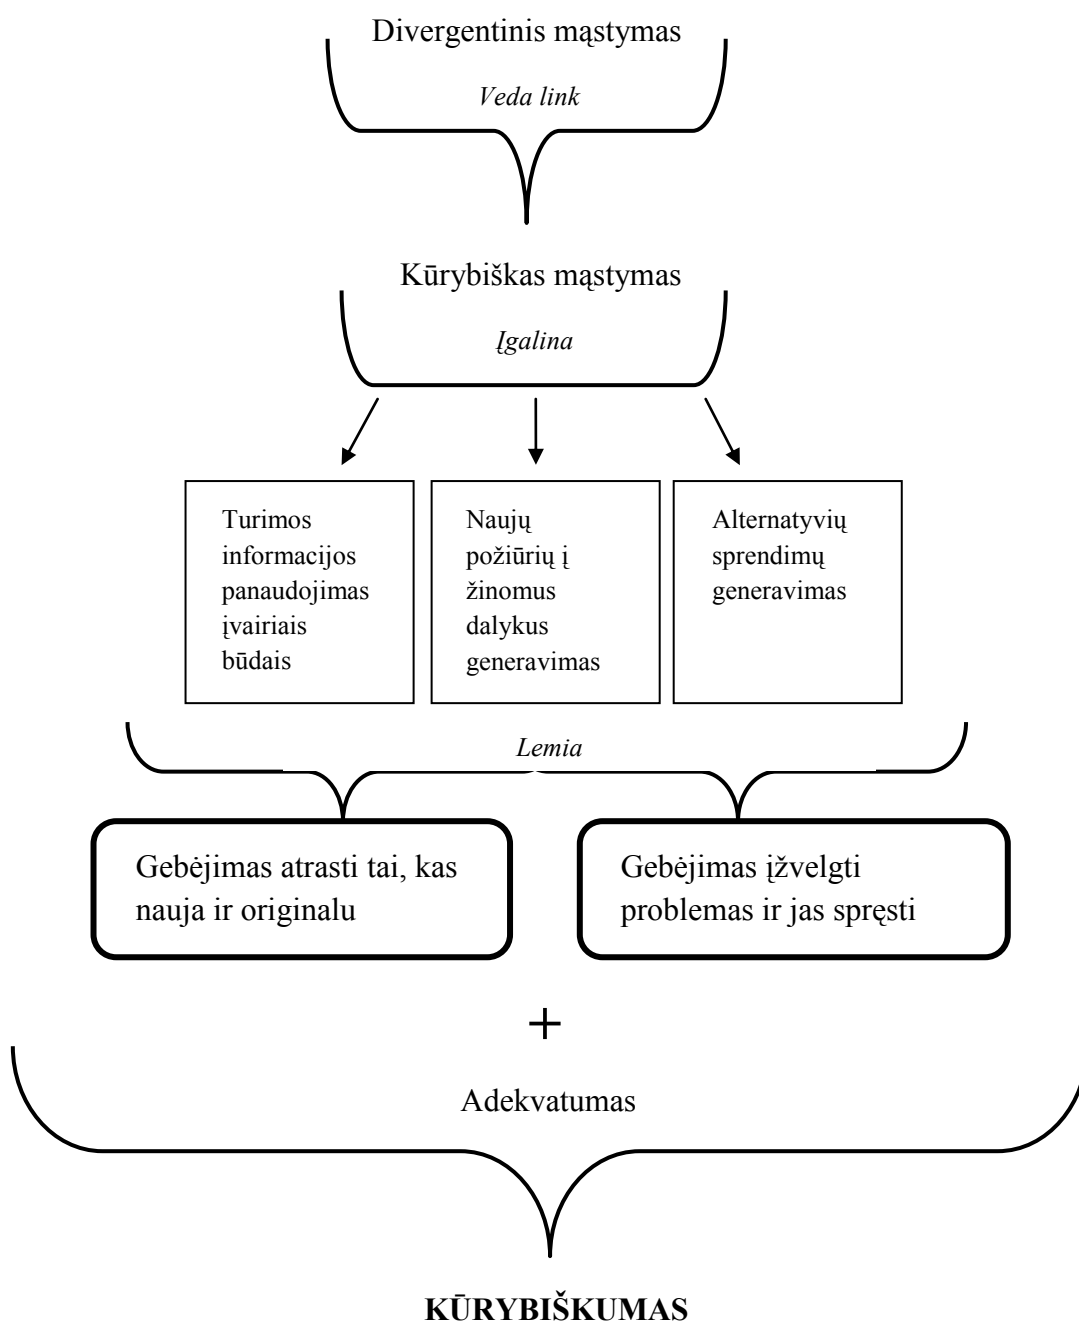 Divergentinis mąstymas
Veda link
Kūrybiškas mąstymas
Įgalina
Turimos
informacijos
panaudojimas
įvairiais
būdais
Naujų
požiūrių į
žinomus
dalykus
generavimas
Alternatyvių
sprendimų
generavimas
Lemia
Gebėjimas atrasti tai, kas
nauja ir originalu
Gebėjimas įžvelgti
problemas ir jas spręsti
+
Adekvatumas
KŪRYBIŠKUMAS